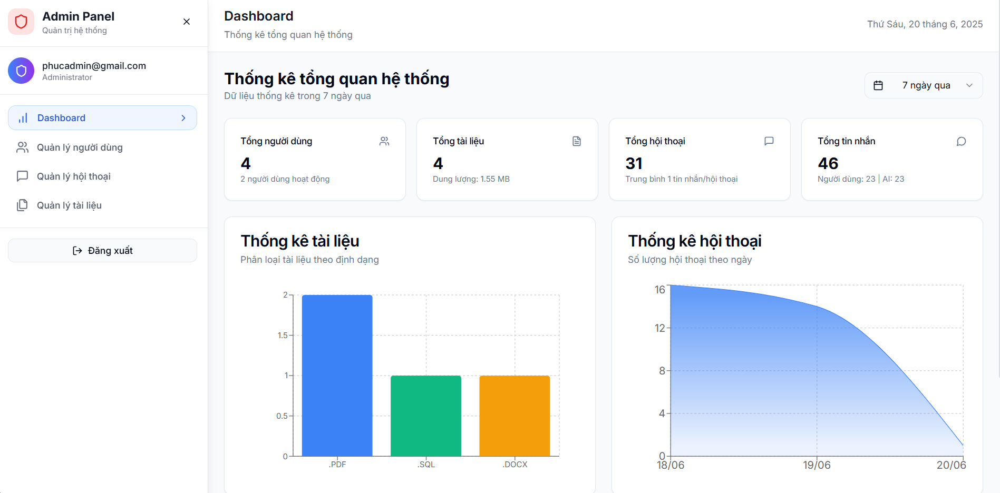 Admin Panel
Quản trị hệ thống
phucadmin@gmail.com
Administrator
Dashboard
Quản lý người dùng
Quản lý hội thoại
Quản lý tài liệu
Đăng xuất
Dashboard
Thống kê tổng quan hệ thống
Thứ Sáu, 20 tháng 6, 2025
Thống kê tổng quan hệ thống
Dữ liệu thống kê trong 7 ngày qua
7 ngày qua
Tổng người dùng
4
2 người dùng hoạt động
Tổng tài liệu
4
Dung lượng: 1.55 MB
Tổng hội thoại
31
Trung bình 1 tin nhắn/hội thoại
Tổng tin nhắn
46
Người dùng: 23 | AI: 23
Thống kê tài liệu
Phân loại tài liệu theo định dạng
2
1.5
1
0.5
0
.PDF .SQL .DOCX
Thống kê hội thoại
Số lượng hội thoại theo ngày
16
12
8
4
0
18/06 19/06 20/06